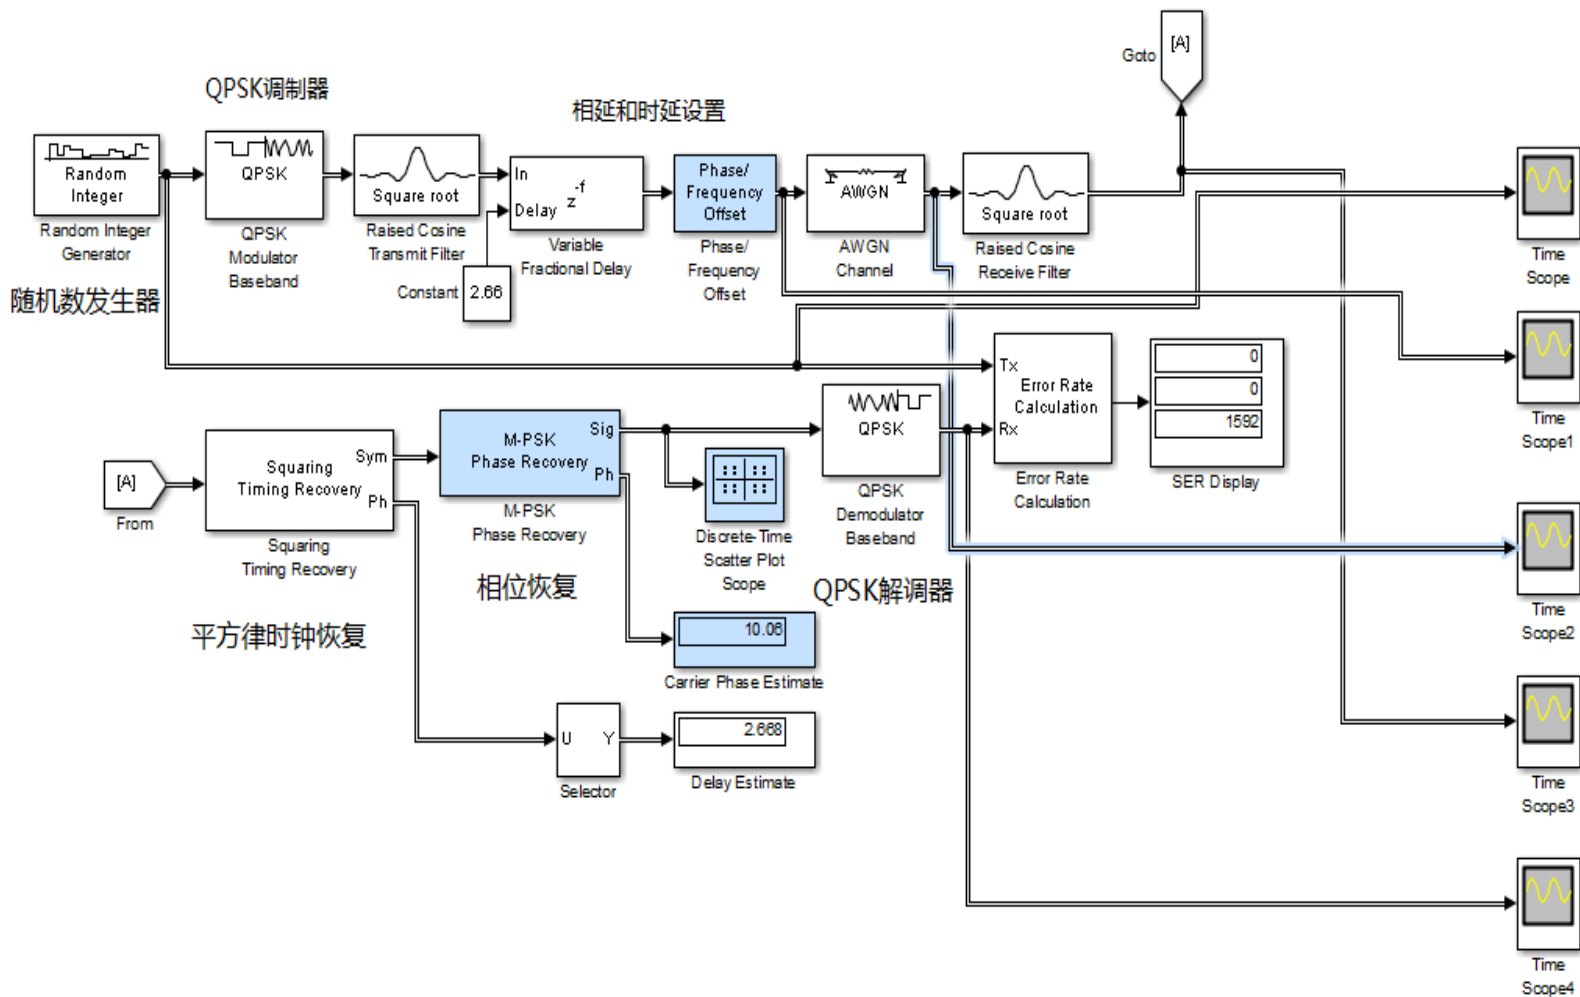 [A]
Goto
QPSK调制器
相延和时延设置
Random
Integer
Random Integer
Generator
随机数发生器
QPSK
QPSK
Modulator
Baseband
Square root
Raised Cosine
Transmit Filter
In
Delay
z-f
Variable
Fractional Delay
Constant
2.66
Phase/
Frequency
Offset
Phase/
Frequency
Offset
AWGN
AWGN
Channel
Square root
Raised Cosine
Receive Filter
Time
Scope
Time
Scope1
Tx
Rx
Error Rate
Calculation
Error Rate
Calculation
0
0
1592
SER Display
[A]
From
Squaring
Timing Recovery
Sym
Ph
Squaring
Timing Recovery
平方律时钟恢复
M-PSK
Phase Recovery
Sig
Ph
M-PSK
Phase Recovery
相位恢复
Discrete-Time
Scatter Plot
Scope
QPSK
QPSK
Demodulator
Baseband
QPSK解调器
10.06
Carrier Phase Estimate
U
Y
Selector
2.668
Delay Estimate
Time
Scope2
Time
Scope3
Time
Scope4